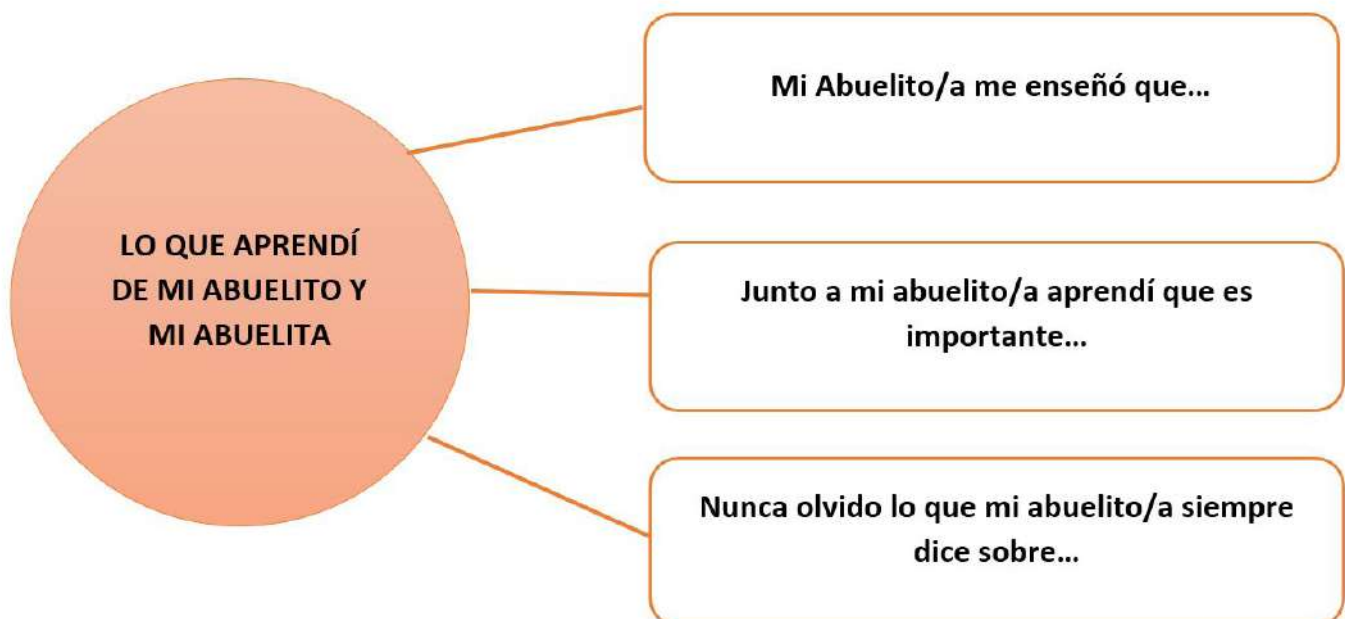 LO QUE APRENDÍ
DE MI ABUELITO Y
MI ABUELITA
Mi Abuelito/a me enseñó que...
Junto a mi abuelito/a aprendí que es
importante...
Nunca olvido lo que mi abuelito/a siempre
dice sobre...